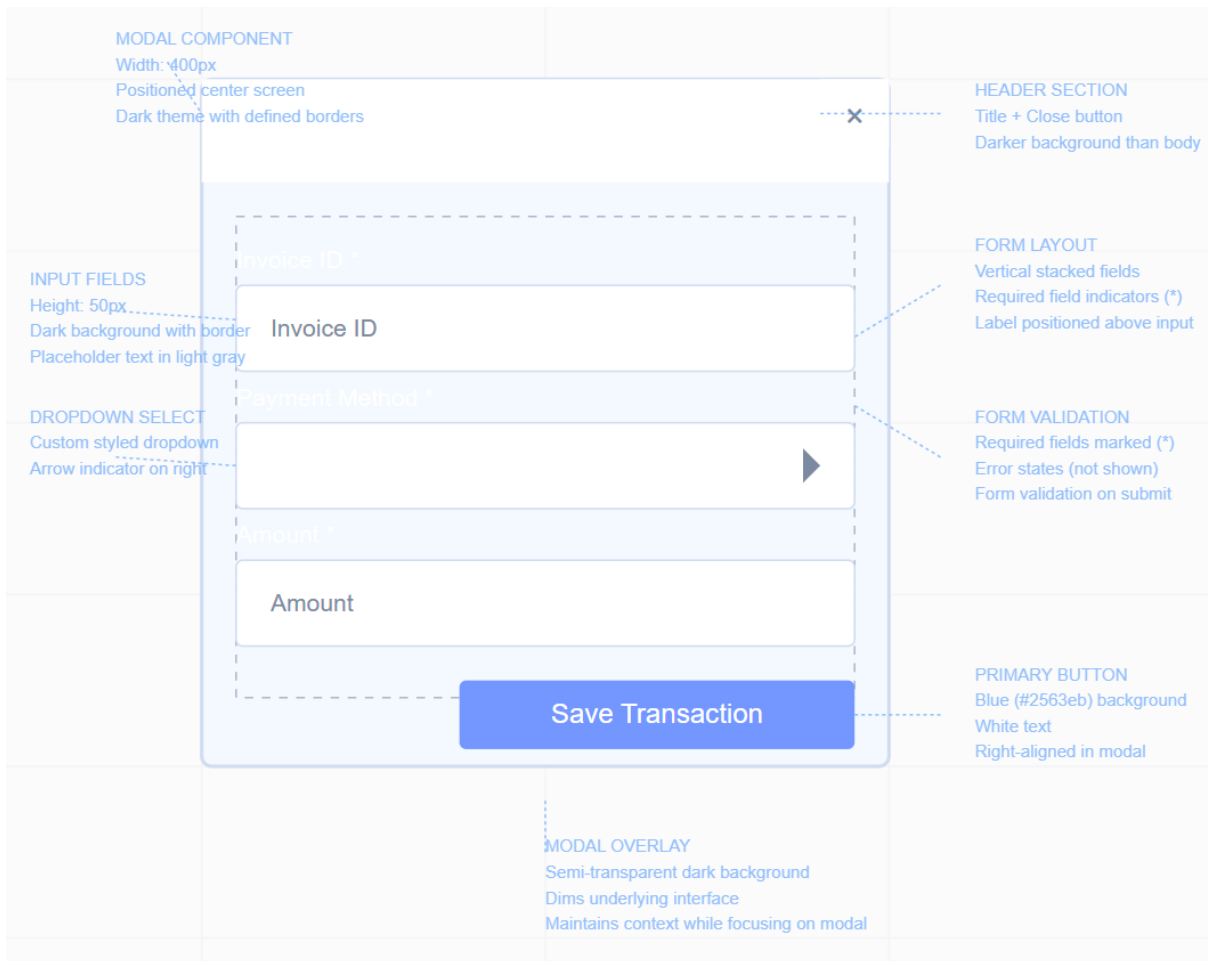 MODAL COMPONENT
Width: 400px
Positioned center screen
Dark theme with defined borders
×
HEADER SECTION
Title + Close button
Darker background than body
INPUT FIELDS
Height: 50px
Dark background with border
Placeholder text in light gray
Invoice ID *
Invoice ID
FORM LAYOUT
Vertical stacked fields
Required field indicators (*)
Label positioned above input
DROPDOWN SELECT
Custom styled dropdown
Arrow indicator on right
Payment Method *
FORM VALIDATION
Required fields marked (*)
Error states (not shown)
Form validation on submit
Amount *
Amount
Save Transaction
PRIMARY BUTTON
Blue (#2563eb) background
White text
Right-aligned in modal
MODAL OVERLAY
Semi-transparent dark background
Dims underlying interface
Maintains context while focusing on modal